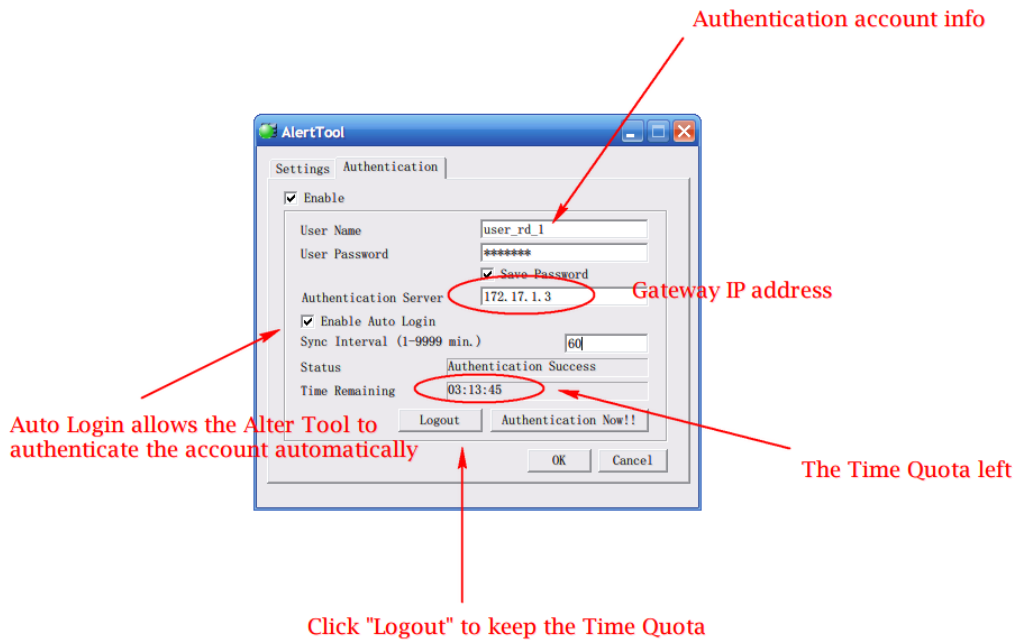 Authentication account info
AlertTool
Settings Authentication
Enable
User Name user_rd_1
User Password *******
Save Password
Authentication Server 172.17.1.3 Gateway IP address
Enable Auto Login
Sync Interval (1-9999 min.) 60
Status Authentication Success
Time Remaining 03:13:45
Logout Authentication Now!!
Auto Login allows the Alter Tool to
authenticate the account automatically
OK Cancel
The Time Quota left
Click "Logout" to keep the Time Quota